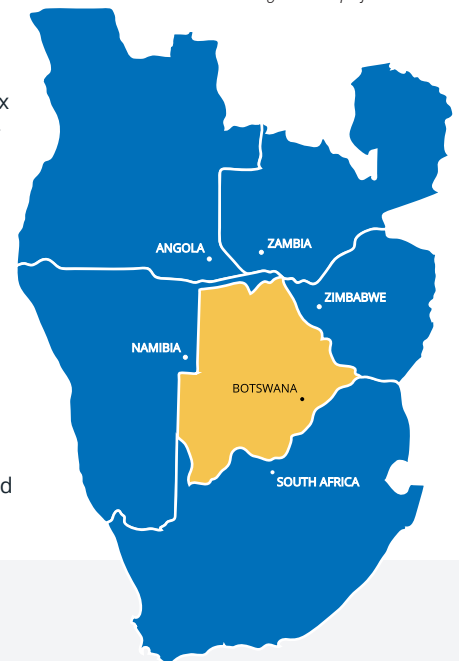 x
ANGOLA
ZAMBIA
ZIMBABWE
NAMIBIA
BOTSWANA
SOUTH AFRICA
d